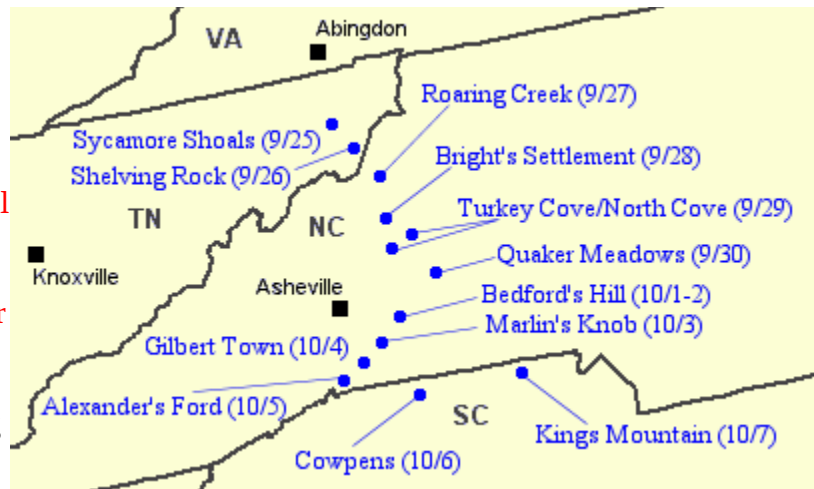 VA
Abingdon
Roaring Creek (9/27)
Sycamore Shoals (9/25)
Bright's Settlement (9/28)
Shelving Rock (9/26)
l
TN
NC
Turkey Cove/North Cove (9/29)
Quaker Meadows (9/30)
Knoxville
Asheville
Bedford's Hill (10/1-2)
r
Marlin's Knob (10/3)
Gilbert Town (10/4)
Alexander's Ford (10/5)
SC
Kings Mountain (10/7)
Cowpens (10/6)